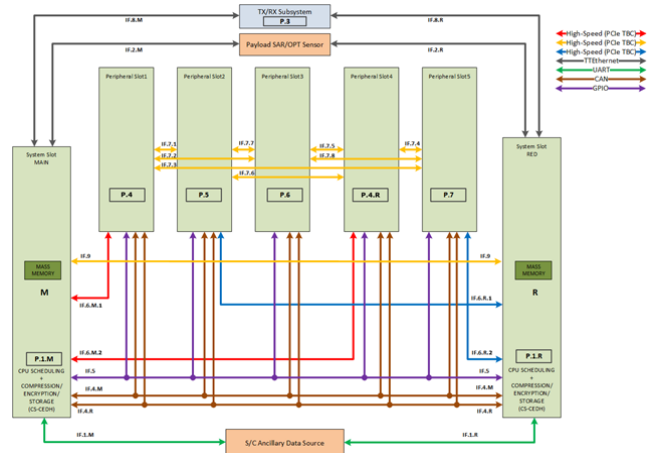 TX/RX Subsystem
P.3
IF.8.M
IF.8.R
IF.2.M
Payload SAR/OPT Sensor
IF.2.R
High-Speed (PCIe TBC)
High-Speed (PCIe TBC)
High-Speed (PCIe TBC)
TTEthernet
UART
CAN
GPIO
Peripheral Slot1
Peripheral Slot2
Peripheral Slot3
Peripheral Slot4
Peripheral Slot5
IF.7.1
IF.7.7
IF.7.5
IF.7.4
IF.7.2
IF.7.8
IF.7.3
IF.7.6
System Slot
MAIN
System Slot
RED
P.4
P.5
P.6
P.4.R
P.7
IF.9
IF.9
MASS
MEMORY
MASS
MEMORY
M
R
IF.6.M.1
IF.6.R.1
IF.6.M.2
IF.6.R.2
P.1.M
P.1.R
IF.5
IF.5
CPU SCHEDULING
+
COMPRESSION/
ENCRYPTION/
STORAGE
(CS-CEDH)
CPU SCHEDULING
+
COMPRESSION/
ENCRYPTION/
STORAGE
(CS-CEDH)
IF.4.M
IF.4.M
IF.4.R
IF.4.R
IF.1.M
S/C Ancillary Data Source
IF.1.R